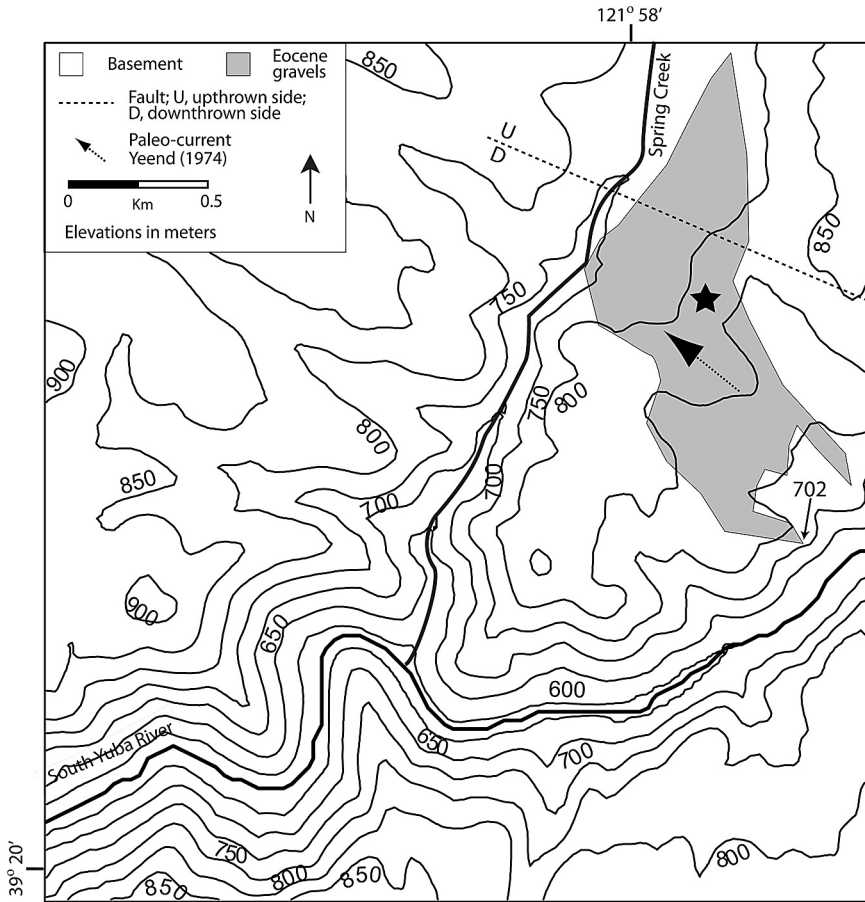 121° 58'
Basement
Eocene
gravels
Fault; U, upthrown side;
D, downthrown side
Paleo-current
Yeend (1974)
0
Km
0.5
N
Elevations in meters
850
Spring Creek
U
D
850
750
900
750
800
800
850
700
700
702
900
650
600
650
700
South Yuba River
750
800
850
850
800
39° 20'